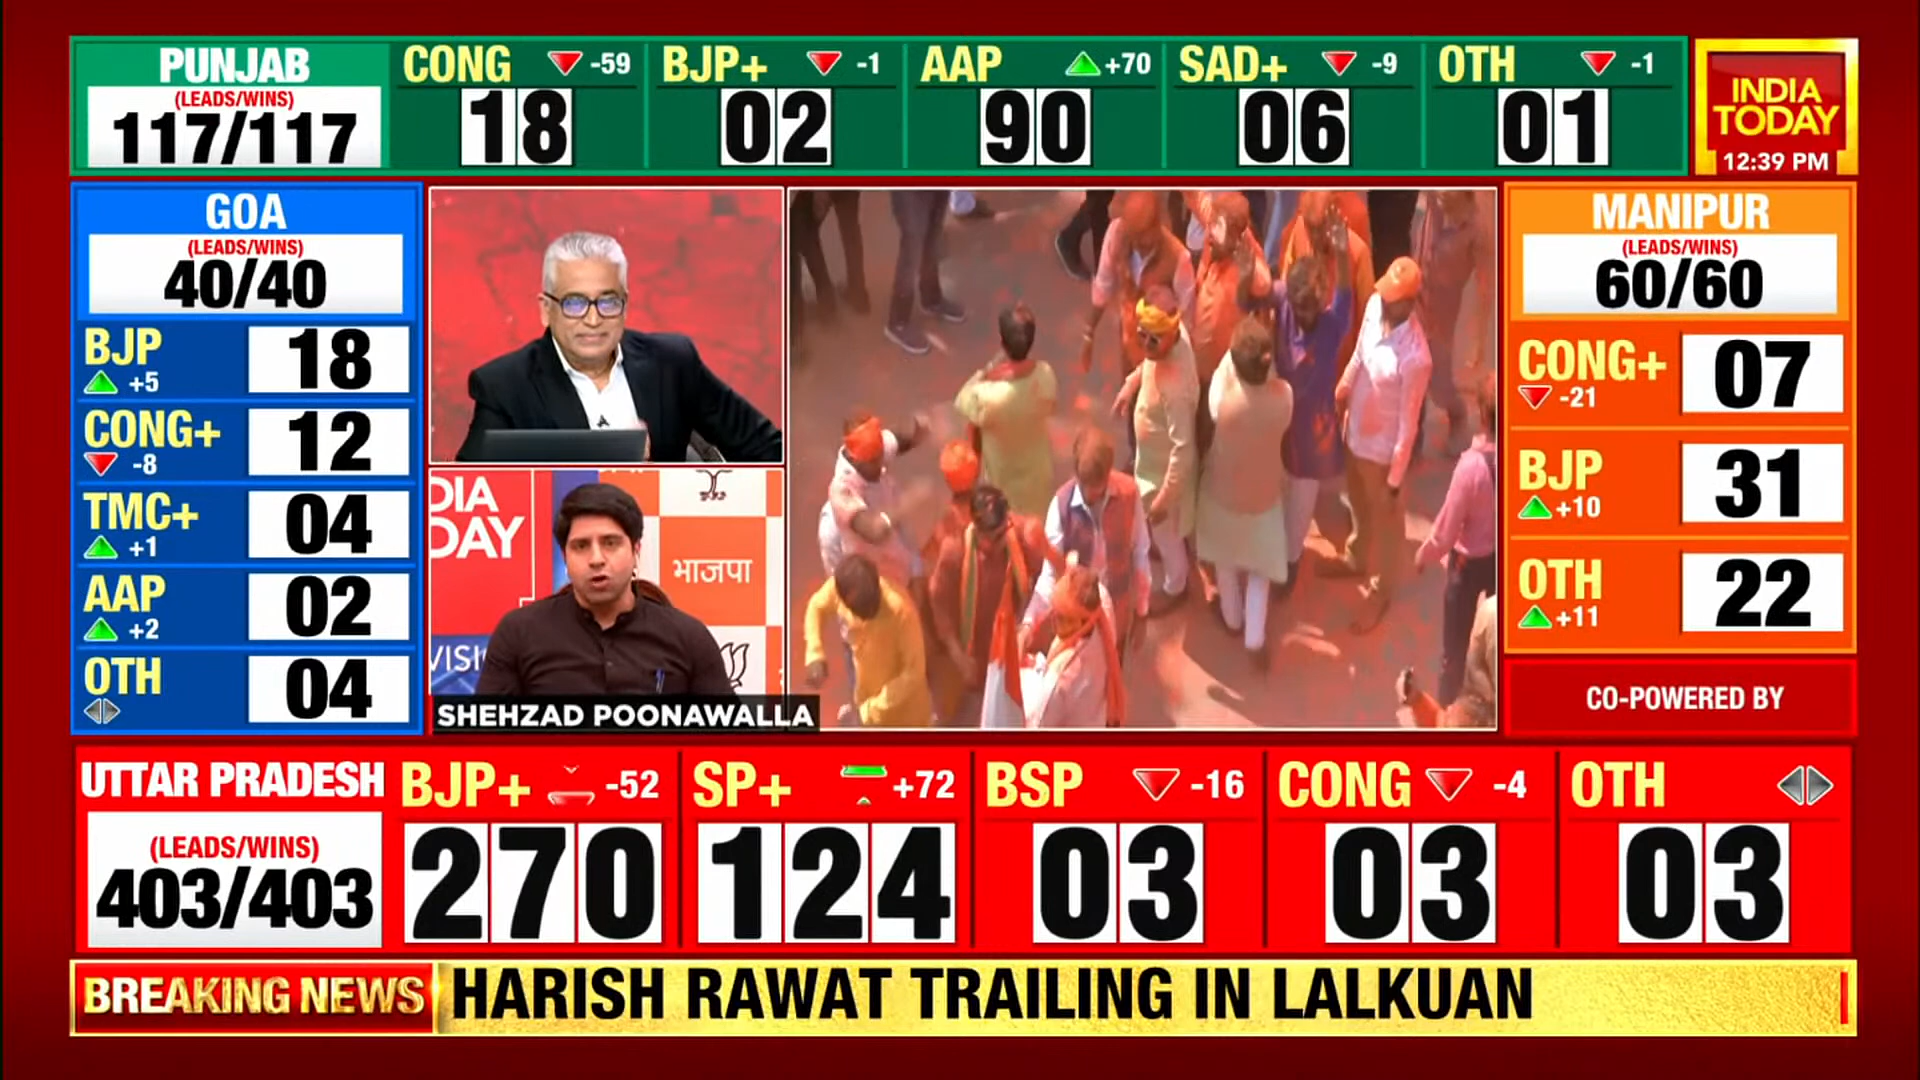 PUNJAB
(LEADS/WINS)
117/117
CONG -59
18
BJP+ -1
02
AAP +70
90
SAD+ -9
06
OTH -1
01
INDIA
TODAY
12:39 PM
GOA
(LEADS/WINS)
40/40
BJP
+5
18
CONG+
-8
12
TMC+
+1
04
AAP
+2
02
OTH
04
DIA
DAY
VISI
भाजपा
SHEHZAD POONAWALLA
MANIPUR
(LEADS/WINS)
60/60
CONG+
-21
07
BJP
+10
31
OTH
+11
22
CO-POWERED BY
UTTAR PRADESH
(LEADS/WINS)
403/403
BJP+ -52
270
SP+ +72
124
BSP -16
03
CONG -4
03
OTH
03
BREAKING NEWS
HARISH RAWAT TRAILING IN LALKUAN